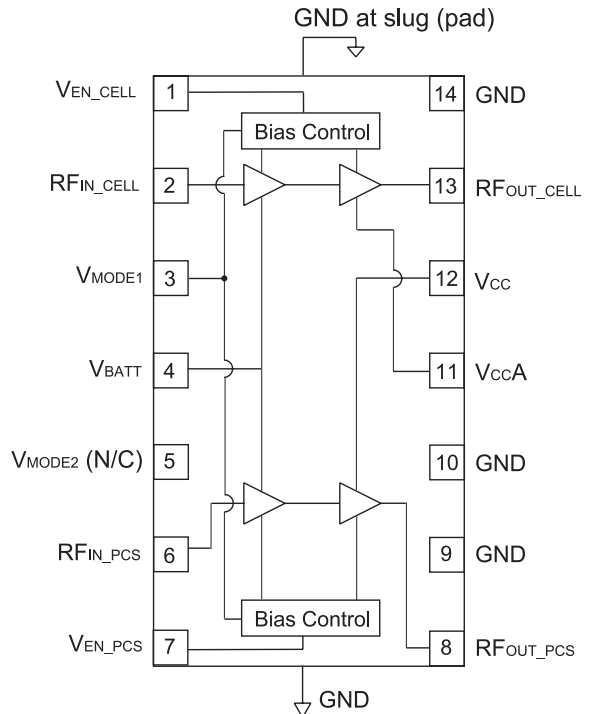 GND at slug (pad)
VEN_CELL 1
14 GND
Bias Control
RFIN_CELL 2
13 RFOUT_CELL
VMODE1 3
12 VCC
VBATT 4
11 VCCA
VMODE2 (N/C) 5
10 GND
RFIN_PCS 6
9 GND
Bias Control
VEN_PCS 7
8 RFOUT_PCS
GND